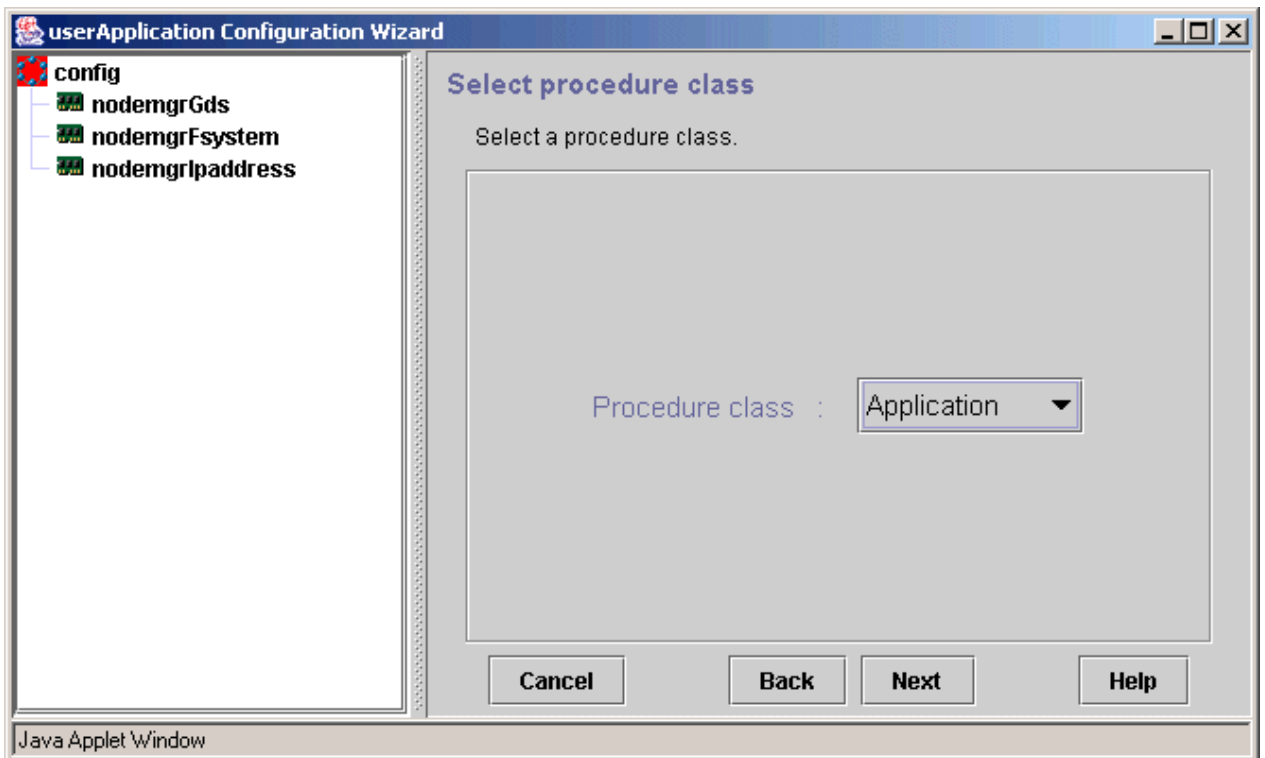 userApplication Configuration Wizard
config
nodemgrGds
nodemgrFsystem
nodemgrIpaddress
Select procedure class
Select a procedure class.
Procedure class : Application
Cancel Back Next Help
Java Applet Window